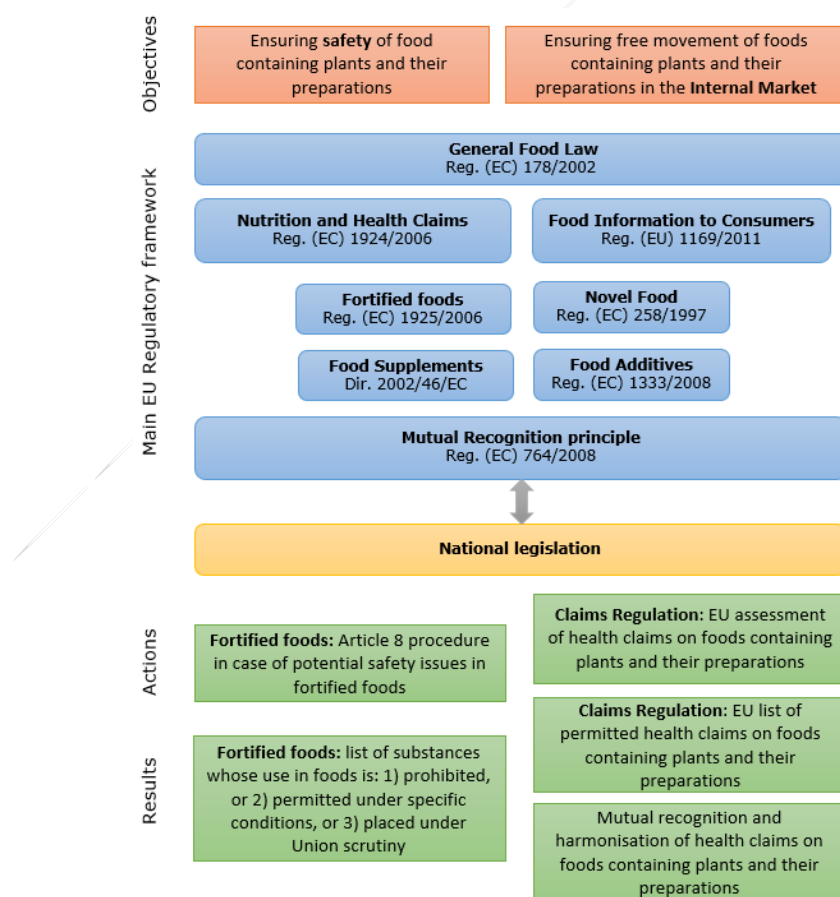 Objectives
Ensuring safety of food
containing plants and their
preparations
Ensuring free movement of foods
containing plants and their
preparations in the Internal Market
Main EU Regulatory framework
General Food Law
Reg. (EC) 178/2002
Nutrition and Health Claims
Reg. (EC) 1924/2006
Food Information to Consumers
Reg. (EU) 1169/2011
Fortified foods
Reg. (EC) 1925/2006
Novel Food
Reg. (EC) 258/1997
Food Supplements
Dir. 2002/46/EC
Food Additives
Reg. (EC) 1333/2008
Mutual Recognition principle
Reg. (EC) 764/2008
National legislation
Actions
Fortified foods: Article 8 procedure
in case of potential safety issues in
fortified foods
Claims Regulation: EU assessment
of health claims on foods containing
plants and their preparations
Results
Fortified foods: list of substances
whose use in foods is: 1) prohibited,
or 2) permitted under specific
conditions, or 3) placed under
Union scrutiny
Claims Regulation: EU list of
permitted health claims on foods
containing plants and their
preparations
Mutual recognition and
harmonisation of health claims on
foods containing plants and their
preparations